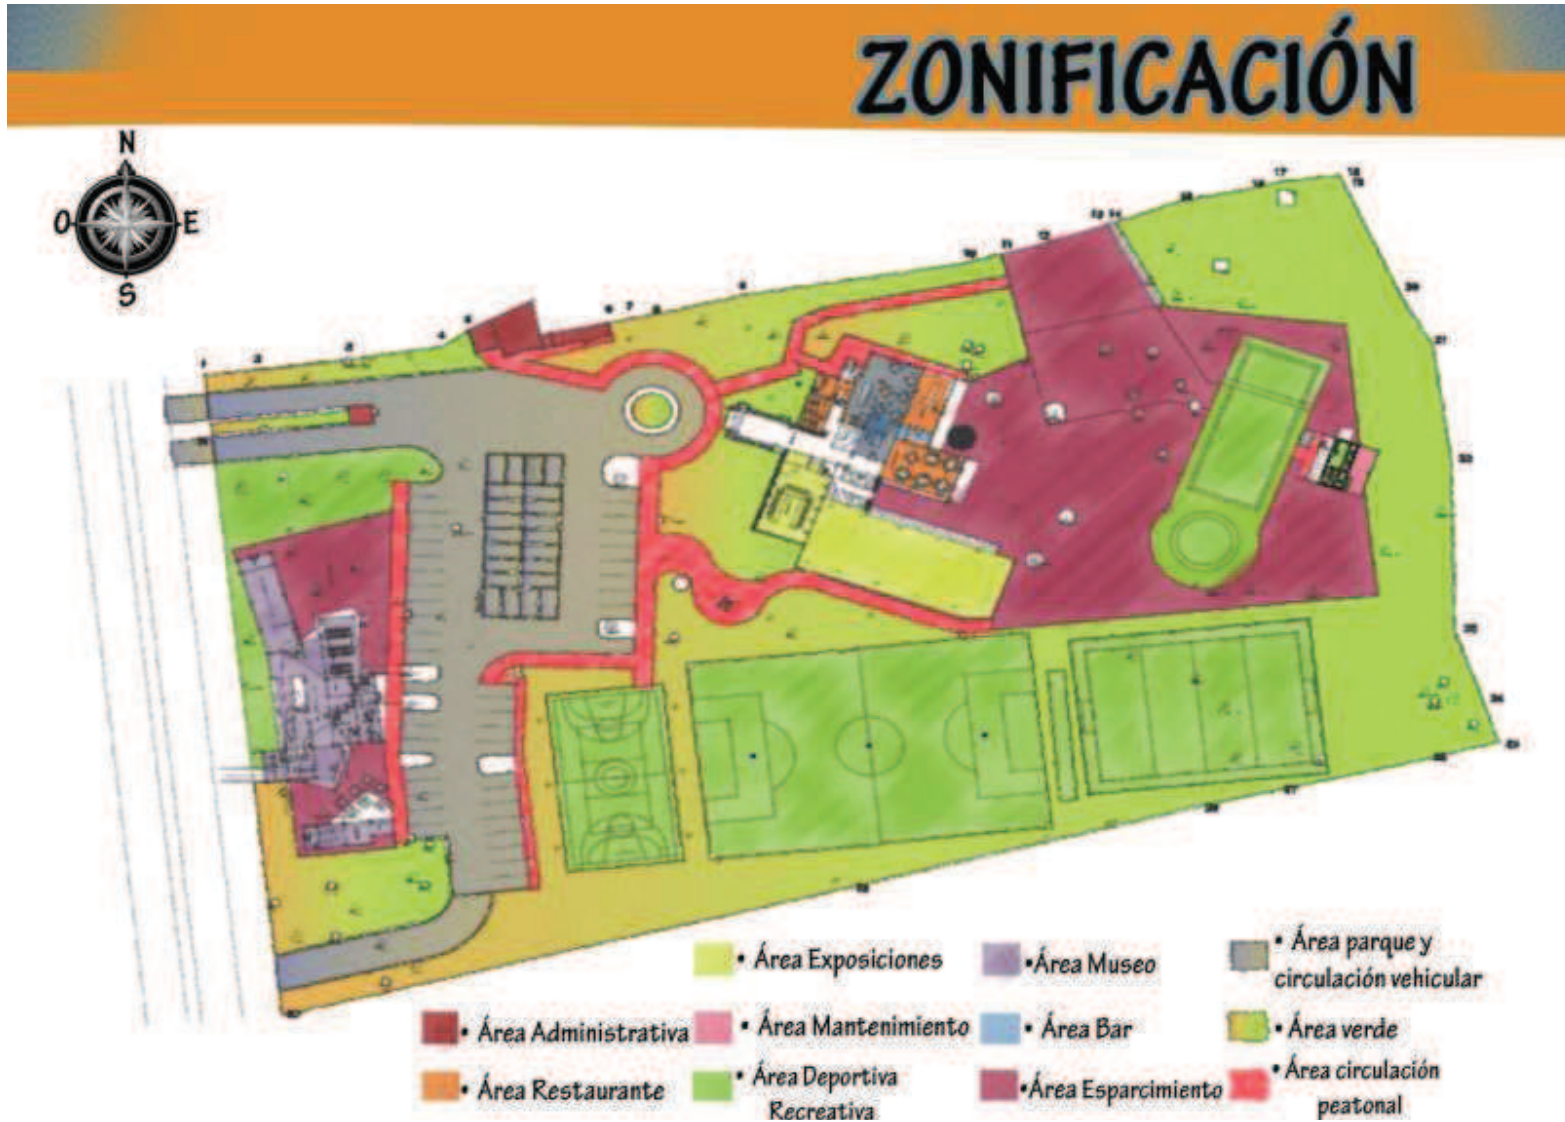 ZONIFICACIÓN
N
O E
S
• Área Exposiciones
•Área Museo
• Área parque y
circulación vehicular
• Área Administrativa
• Área Mantenimiento
• Área Bar
• Área verde
• Área Restaurante
• Área Deportiva
Recreativa
•Área Esparcimiento
• Área circulación
peatonal